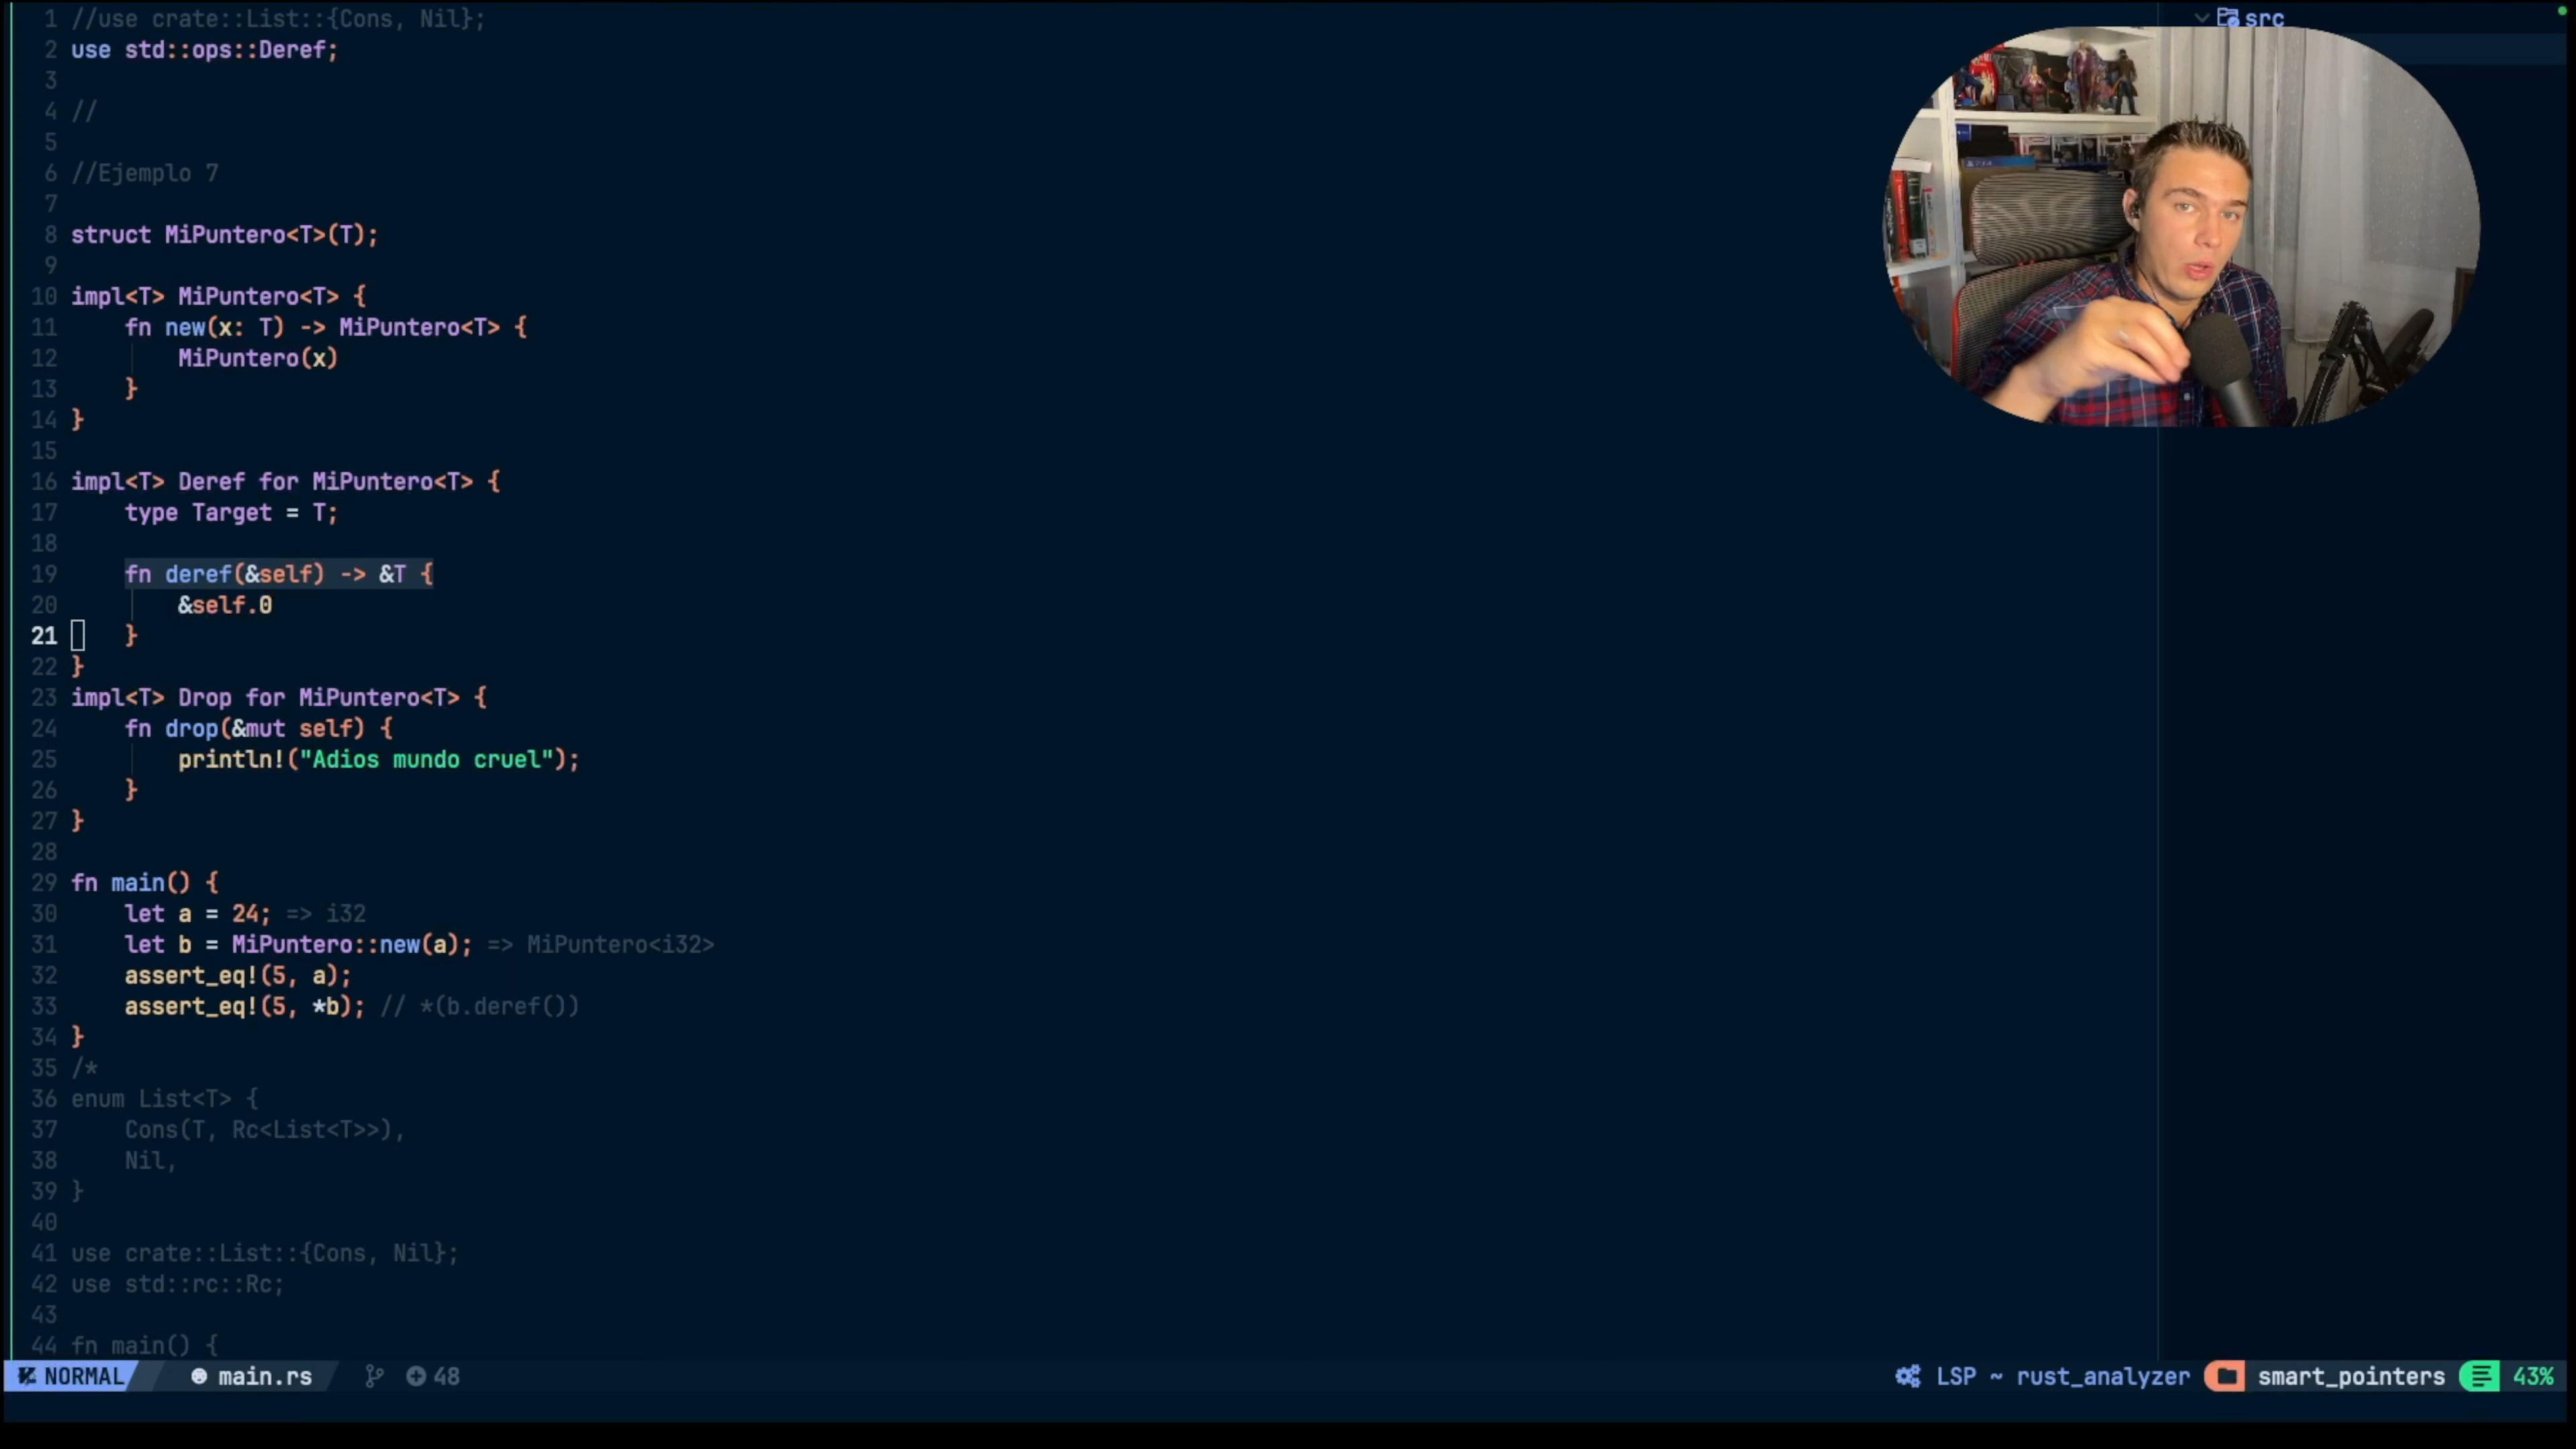 1 //use crate::List::{Cons, Nil};
2 use std::ops::Deref;
3
4 //
5
6 //Ejemplo 7
7
8 struct MiPuntero<T>(T);
9
10 impl<T> MiPuntero<T> {
11 fn new(x: T) -> MiPuntero<T> {
12 MiPuntero(x)
13 }
14 }
15
16 impl<T> Deref for MiPuntero<T> {
17 type Target = T;
18
19 fn deref(&self) -> &T {
20 &self.0
21 }
22 }
23 impl<T> Drop for MiPuntero<T> {
24 fn drop(&mut self) {
25 println!("Adios mundo cruel");
26 }
27 }
28
29 fn main() {
30 let a = 24; => i32
31 let b = MiPuntero::new(a); => MiPuntero<i32>
32 assert_eq!(5, a);
33 assert_eq!(5, *b); // *(b.deref())
34 }
35 /*
36 enum List<T> {
37 Cons(T, Rc<List<T>>),
38 Nil,
39 }
40
41 use crate::List::{Cons, Nil};
42 use std::rc::Rc;
43
44 fn main() {
src
NORMAL main.rs 48 LSP ~ rust_analyzer smart_pointers 43%